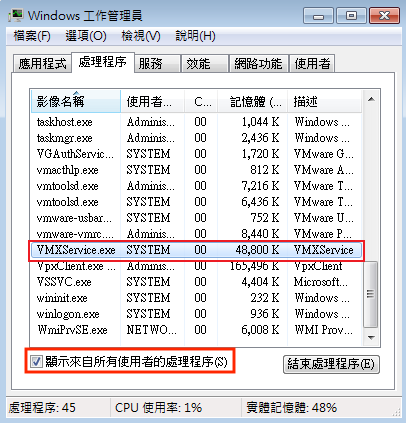 Windows 工作管理員
檔案(F) 選項(O) 檢視(V) 說明(H)
應用程式 處理程序 服務 效能 網路功能 使用者
影像名稱 使用者... C... 記憶體 (... 描述
taskhost.exe Adminis... 00 1,044 K Windows ...
taskmgr.exe Adminis... 00 2,436 K Windows ...
VGAuthServic... SYSTEM 00 1,720 K VMware G...
vmacthlp.exe SYSTEM 00 812 K VMware A...
vmtoolsd.exe Adminis... 00 7,216 K VMware T...
vmtoolsd.exe SYSTEM 00 6,436 K VMware T...
vmware-usbar... SYSTEM 00 752 K VMware U...
vmware-vmrc... Adminis... 00 8,440 K VMware P...
VMXService.exe SYSTEM 00 48,800 K VMXService
VpxClient.exe Adminis... 00 165,496 K VpxClient
VSSVC.exe SYSTEM 00 4,404 K Microsoft...
wininit.exe SYSTEM 00 232 K Windows ...
winlogon.exe SYSTEM 00 936 K Windows ...
WmiPrvSE.exe NETWO... 00 6,008 K WMI Prov...
顯示來自所有使用者的處理程序(S) 結束處理程序(E)
處理程序: 45 CPU 使用率: 1% 實體記憶體: 48%